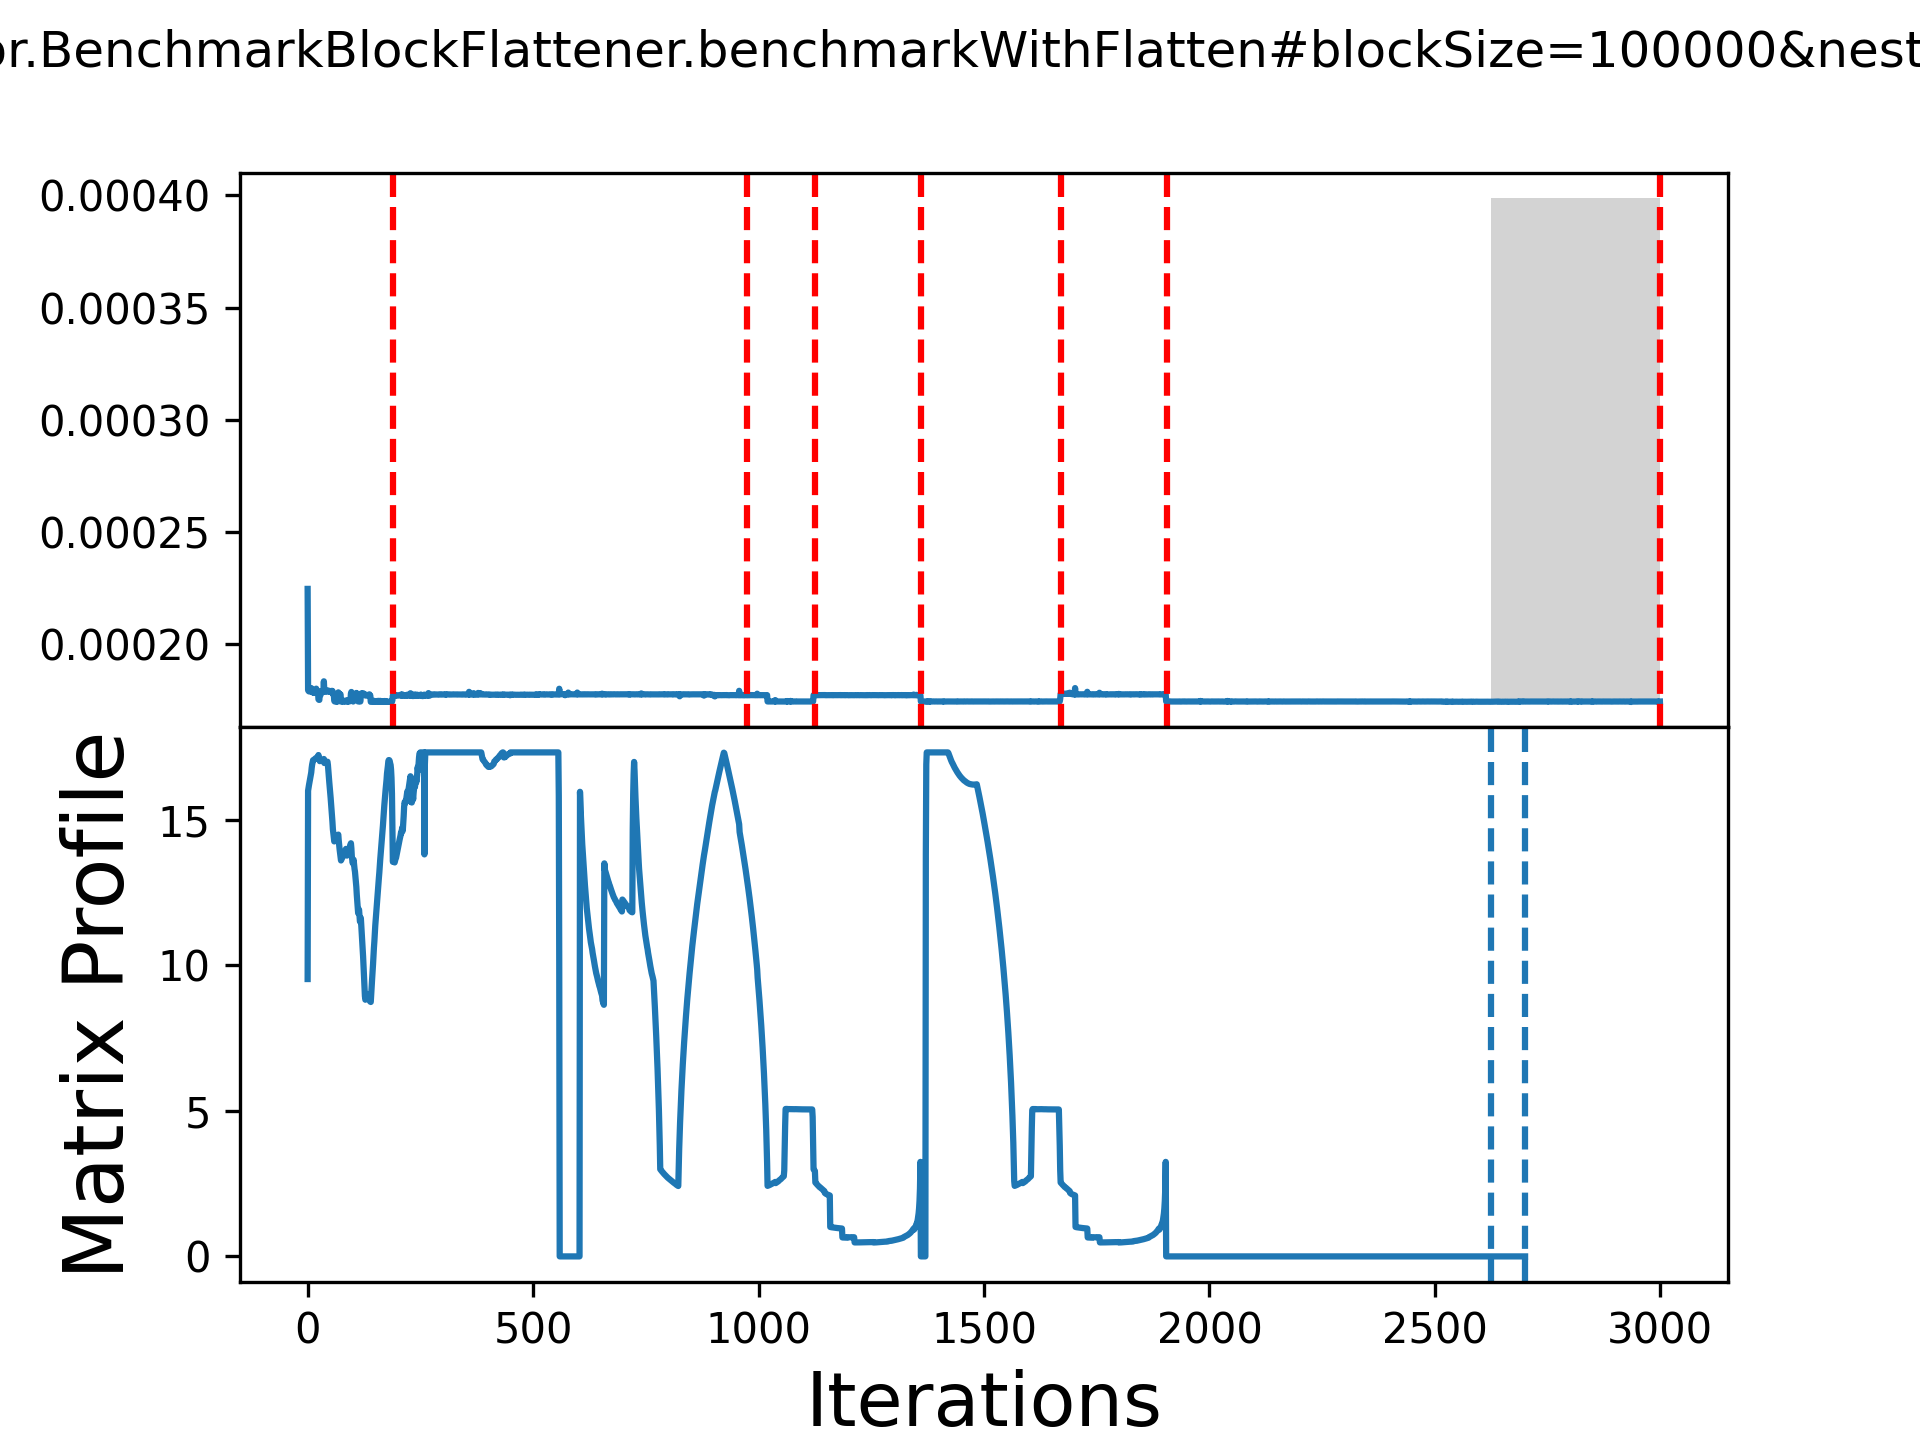 or.BenchmarkBlockFlattener.benchmarkWithFlatten#blockSize=100000&nest
0.00040
0.00035
0.00030
0.00025
0.00020
Matrix Profile
15
10
5
0
0 500 1000 1500 2000 2500 3000
Iterations